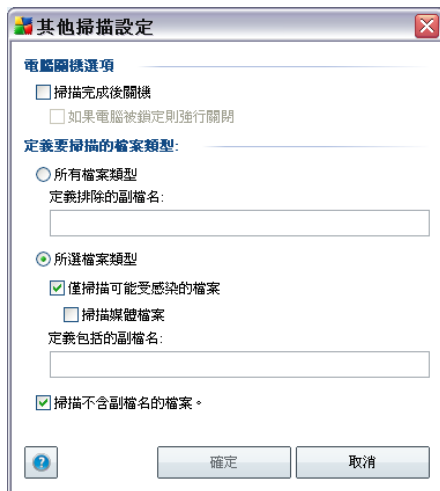 其他掃描設定
電腦關機選項
掃描完成後關機
如果電腦被鎖定則強行關閉
定義要掃描的檔案類型:
所有檔案類型
定義排除的副檔名:
所選檔案類型
僅掃描可能受感染的檔案
掃描媒體檔案
定義包括的副檔名:
掃描不含副檔名的檔案。
? 確定 取消